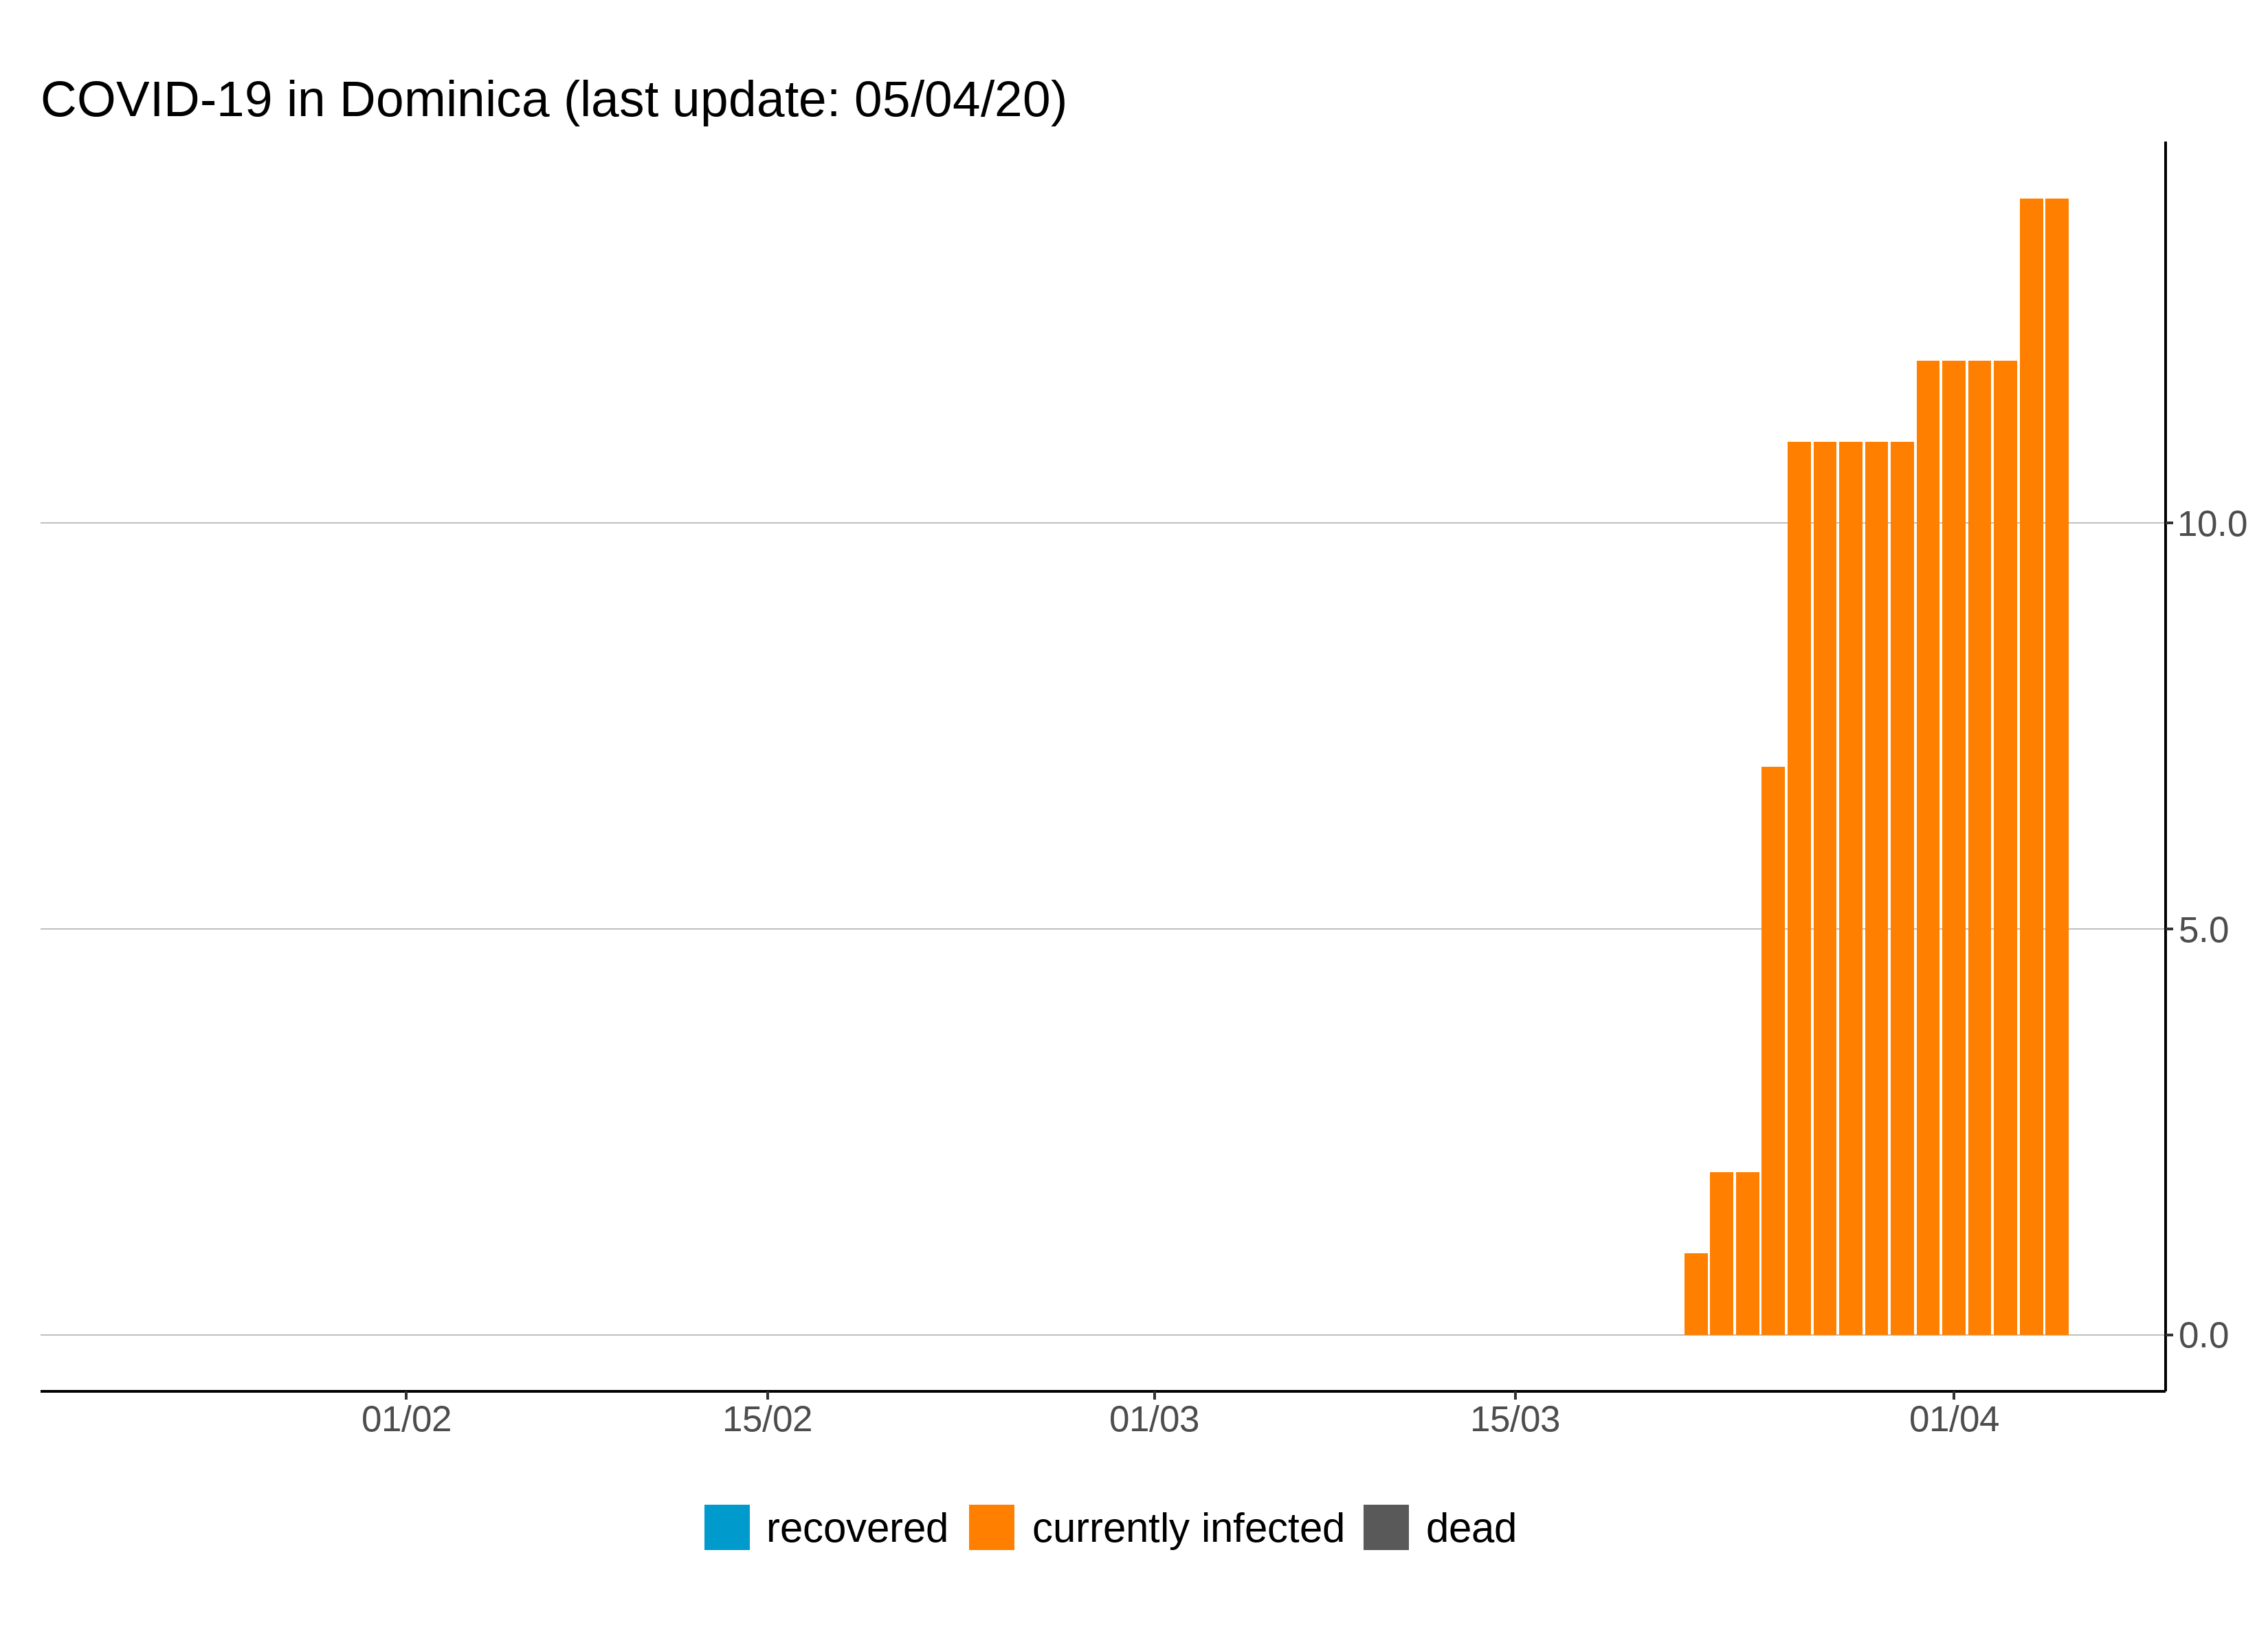 COVID-19 in Dominica (last update: 05/04/20)
10.0
5.0
0.0
01/02 15/02 01/03 15/03 01/04
recovered currently infected dead